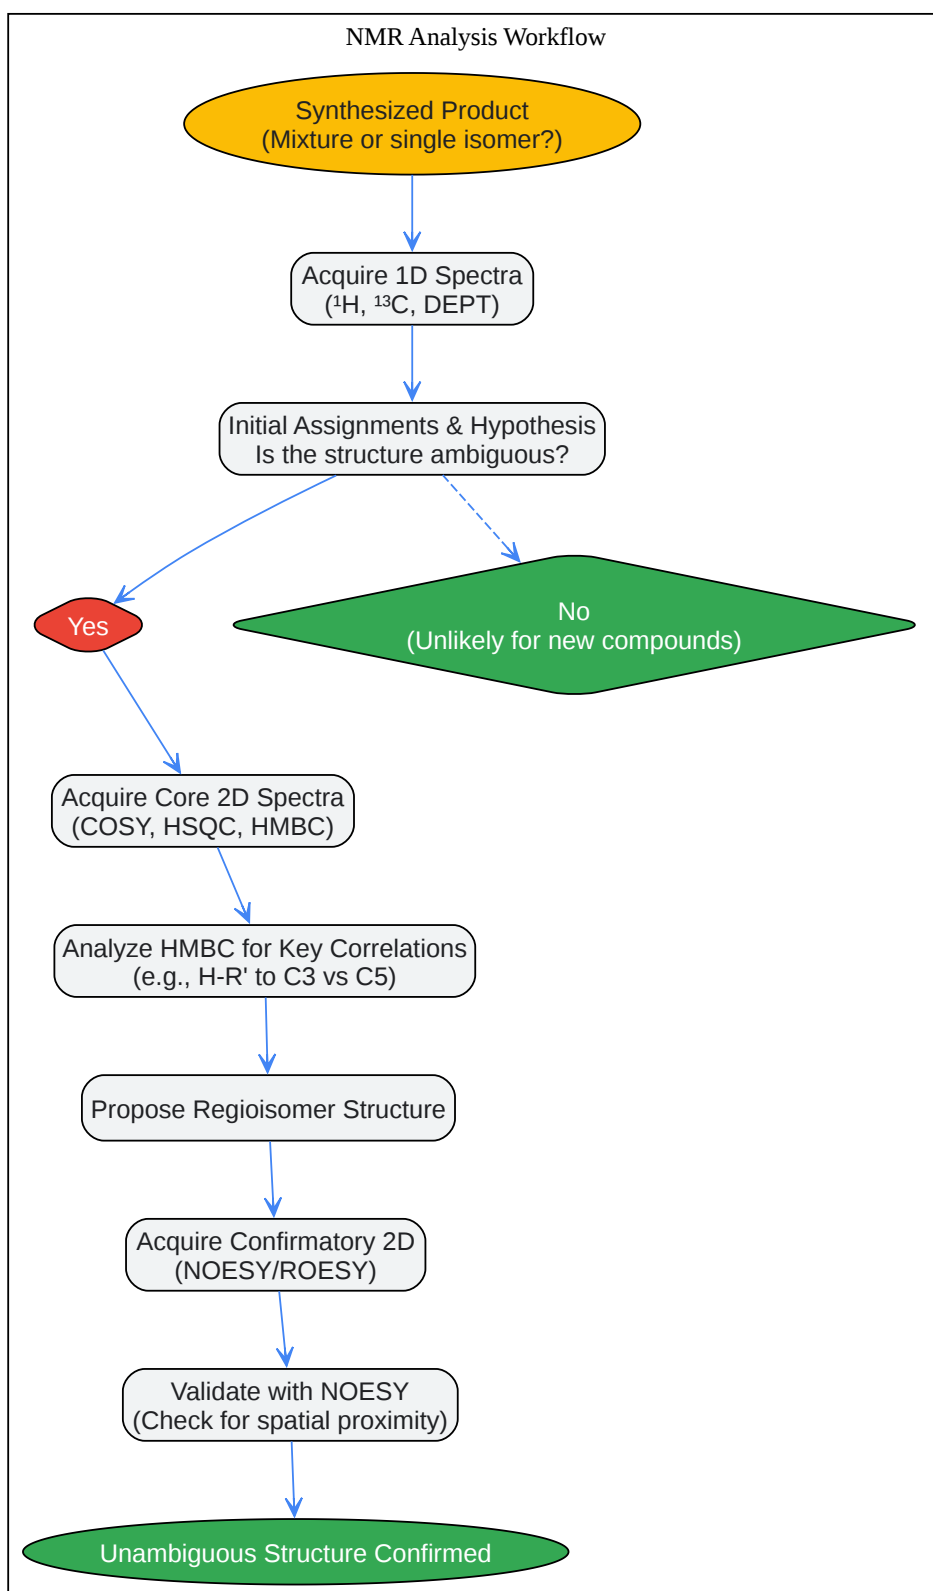 NMR Analysis Workflow
Synthesized Product
(Mixture or single isomer?)
Acquire 1D Spectra
(¹H, ¹³C, DEPT)
Initial Assignments & Hypothesis
Is the structure ambiguous?
Yes
No
(Unlikely for new compounds)
Acquire Core 2D Spectra
(COSY, HSQC, HMBC)
Analyze HMBC for Key Correlations
(e.g., H-R' to C3 vs C5)
Propose Regioisomer Structure
Acquire Confirmatory 2D
(NOESY/ROESY)
Validate with NOESY
(Check for spatial proximity)
Unambiguous Structure Confirmed